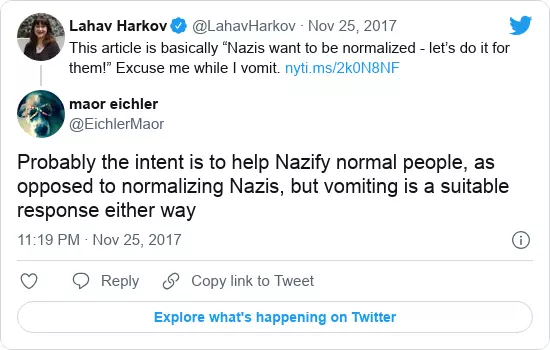 Lahav Harkov @LahavHarkov · Nov 25, 2017
This article is basically “Nazis want to be normalized - let’s do it for
them!” Excuse me while I vomit. nyti.ms/2k0N8NF
maor eichler
@EichlerMaor
Probably the intent is to help Nazify normal people, as
opposed to normalizing Nazis, but vomiting is a suitable
response either way
11:19 PM · Nov 25, 2017
Reply
Copy link to Tweet
Explore what's happening on Twitter